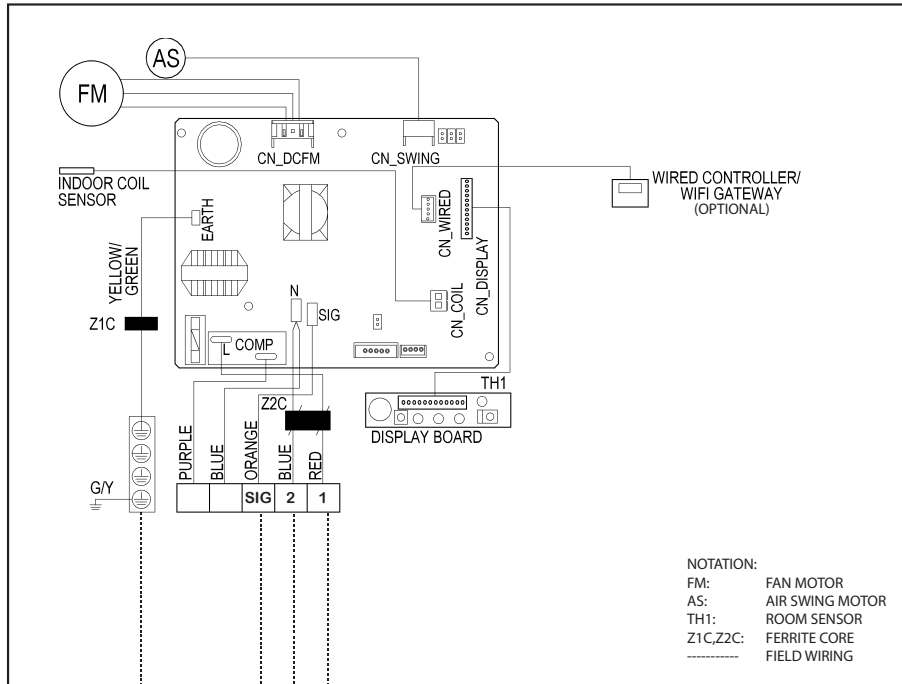 AS
FM
CN_DCFM
CN_SWING
INDOOR COIL
SENSOR
WIRED CONTROLLER/
WIFI GATEWAY
(OPTIONAL)
EARTH
CN_WIRED
CN_DISPLAY
YELLOW/
GREEN
N
SIG
CN_COIL
Z1C
L
COMP
TH1
Z2C
DISPLAY BOARD
PURPLE
BLUE
ORANGE
BLUE
RED
G/Y
SIG
2
1
NOTATION:
FM: FAN MOTOR
AS: AIR SWING MOTOR
TH1: ROOM SENSOR
Z1C,Z2C: FERRITE CORE
----------- FIELD WIRING